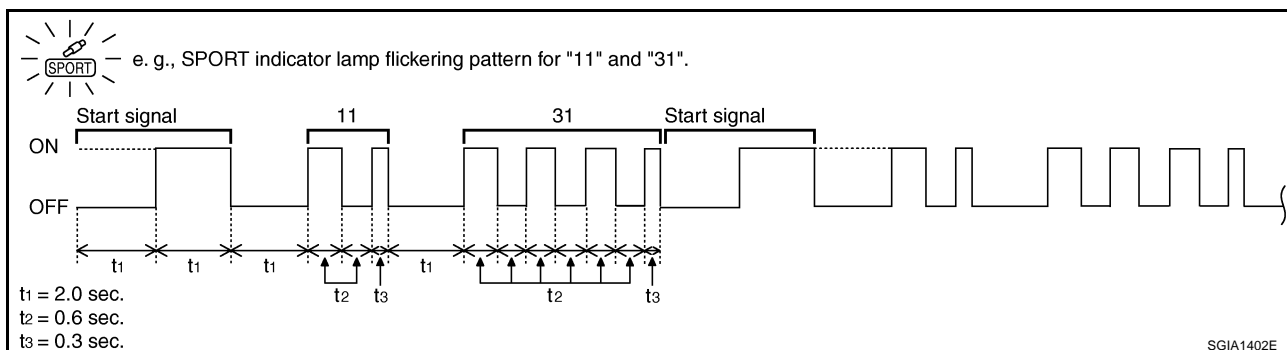 SPORT
e. g., SPORT indicator lamp flickering pattern for "11" and "31".
Start signal 11 31 Start signal
ON
OFF
t1 t1 t1 t2 t3 t1 t2 t3
t1 = 2.0 sec.
t2 = 0.6 sec.
t3 = 0.3 sec.
SGIA1402E